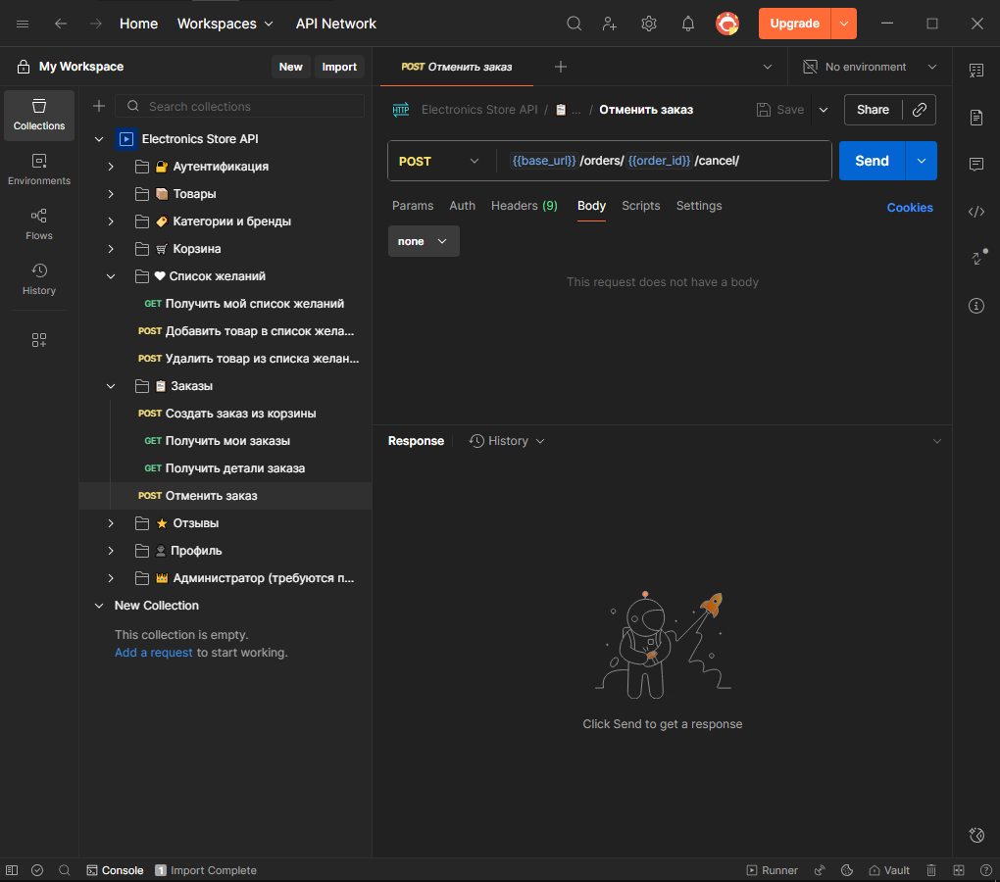 Home Workspaces API Network Upgrade
My Workspace New Import POST Отменить заказ No environment
Collections
Environments
Flows
History
Search collections
Electronics Store API
Аутентификация
Товары
Категории и бренды
Корзина
Список желаний
GET Получить мой список желаний
POST Добавить товар в список жела...
POST Удалить товар из списка желан...
Заказы
POST Создать заказ из корзины
GET Получить мои заказы
GET Получить детали заказа
POST Отменить заказ
Отзывы
Профиль
Администратор (требуются п...
New Collection
This collection is empty.
Add a request to start working.
HTTP Electronics Store API / ... / Отменить заказ Save Share
POST {{base_url}} /orders/ {{order_id}} /cancel/ Send
Params Auth Headers (9) Body Scripts Settings Cookies
none
This request does not have a body
Response History
Click Send to get a response
Console 1 Import Complete Runner Vault